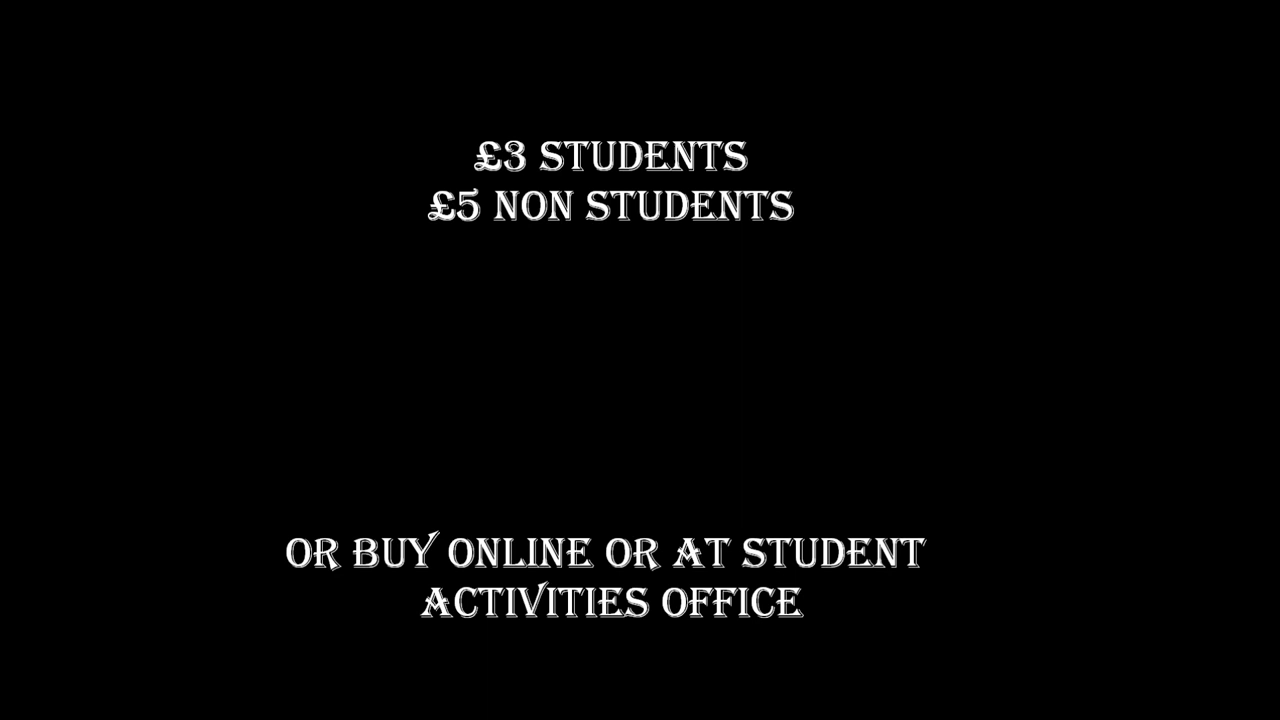 £3 STUDENTS
£5 NON STUDENTS
OR BUY ONLINE OR AT STUDENT
ACTIVITIES OFFICE